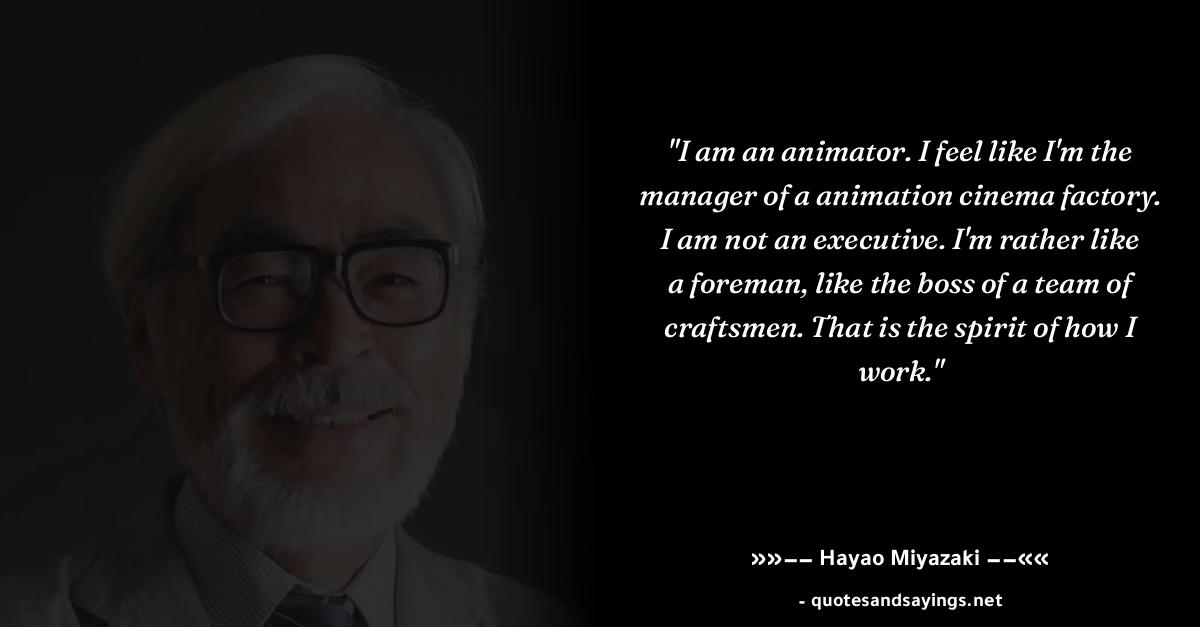 "I am an animator. I feel like I'm the
manager of a animation cinema factory.
I am not an executive. I'm rather like
a foreman, like the boss of a team of
craftsmen. That is the spirit of how I
work."
»»–– Hayao Miyazaki ––««
- quotesandsayings.net